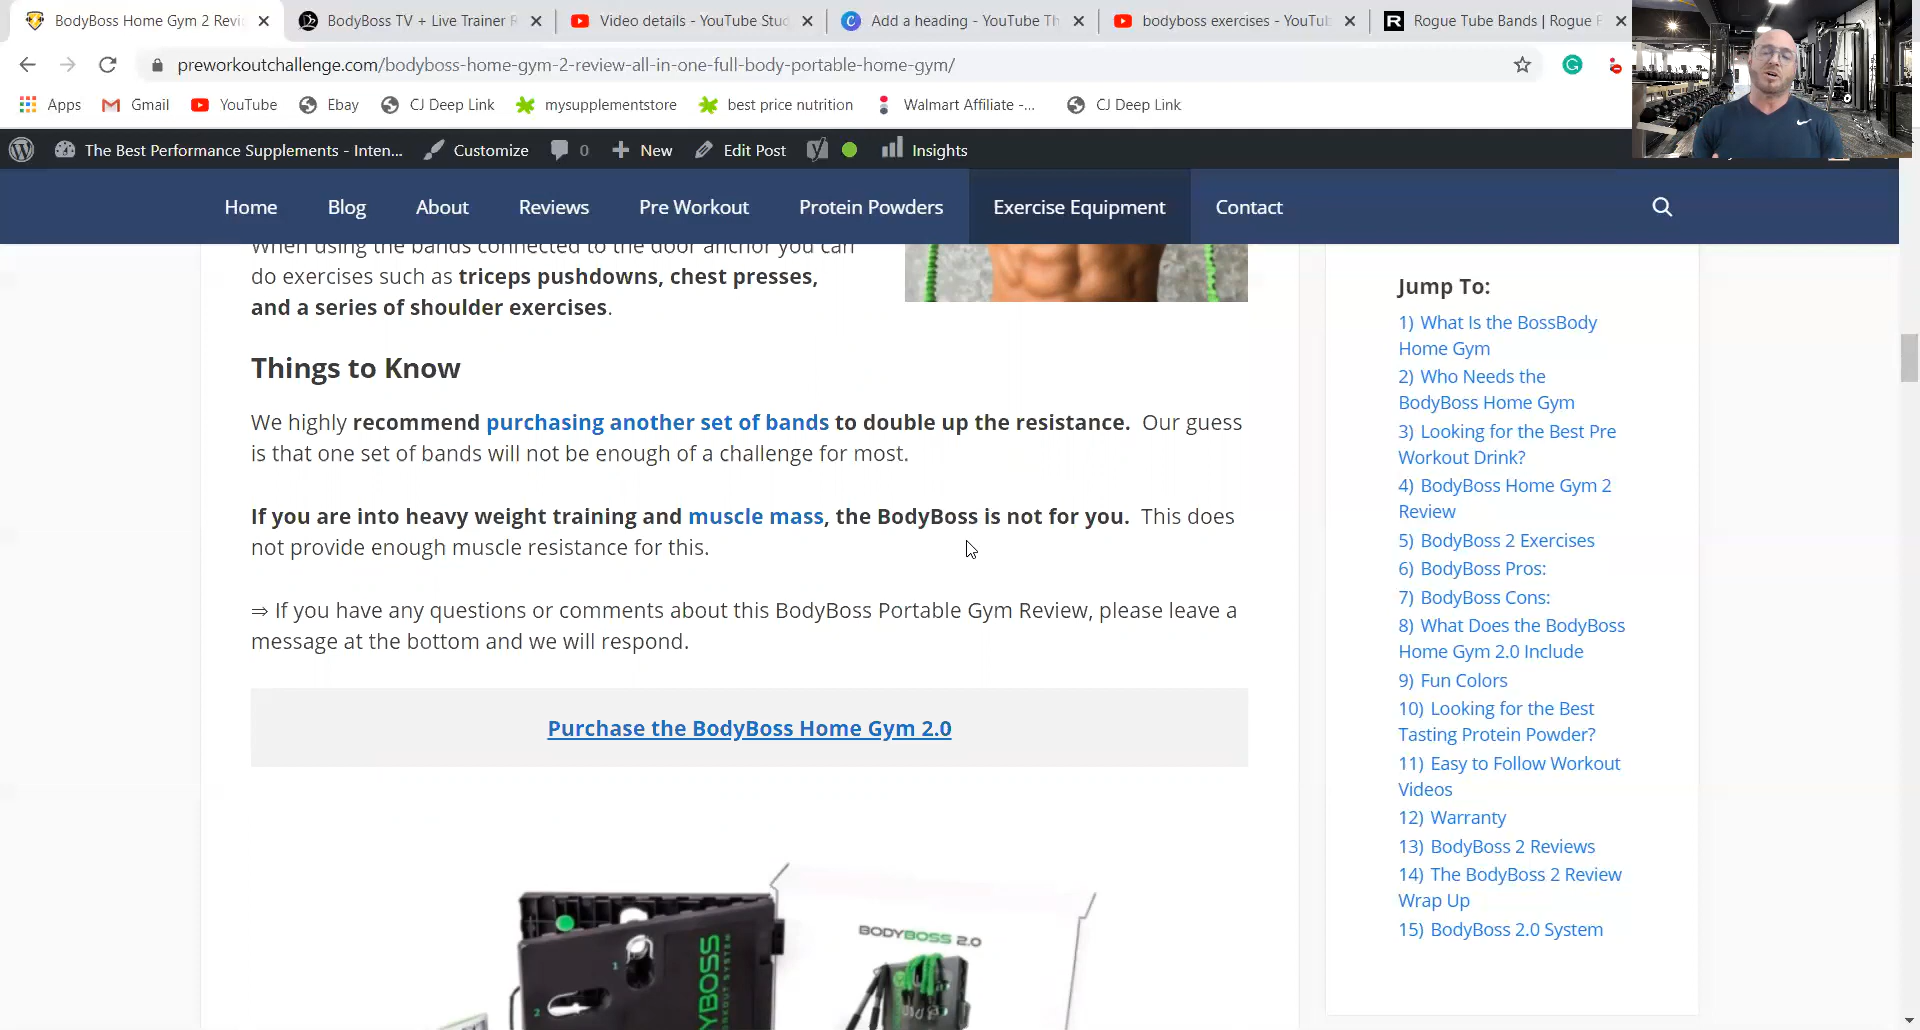 BodyBoss Home Gym 2 Revi
BodyBoss TV + Live Trainer R
Video details - YouTube Stud
Add a heading - YouTube Th
bodyboss exercises - YouTub
Rogue Tube Bands | Rogue F
preworkoutchallenge.com/bodyboss-home-gym-2-review-all-in-one-full-body-portable-home-gym/
Apps
Gmail
YouTube
Ebay
CJ Deep Link
mysupplementstore
best price nutrition
Walmart Affiliate -...
CJ Deep Link
The Best Performance Supplements - Inten...
Customize
0
New
Edit Post
Insights
Home
Blog
About
Reviews
Pre Workout
Protein Powders
Exercise Equipment
Contact
When using the bands connected to the door anchor you can
do exercises such as triceps pushdowns, chest presses,
and a series of shoulder exercises.
Things to Know
We highly recommend purchasing another set of bands to double up the resistance. Our guess
is that one set of bands will not be enough of a challenge for most.
If you are into heavy weight training and muscle mass, the BodyBoss is not for you. This does
not provide enough muscle resistance for this.
⇒ If you have any questions or comments about this BodyBoss Portable Gym Review, please leave a
message at the bottom and we will respond.
Purchase the BodyBoss Home Gym 2.0
BODYBOSS 2.0
1
2
YBOSS
Jump To:
1) What Is the BossBody
Home Gym
2) Who Needs the
BodyBoss Home Gym
3) Looking for the Best Pre
Workout Drink?
4) BodyBoss Home Gym 2
Review
5) BodyBoss 2 Exercises
6) BodyBoss Pros:
7) BodyBoss Cons:
8) What Does the BodyBoss
Home Gym 2.0 Include
9) Fun Colors
10) Looking for the Best
Tasting Protein Powder?
11) Easy to Follow Workout
Videos
12) Warranty
13) BodyBoss 2 Reviews
14) The BodyBoss 2 Review
Wrap Up
15) BodyBoss 2.0 System